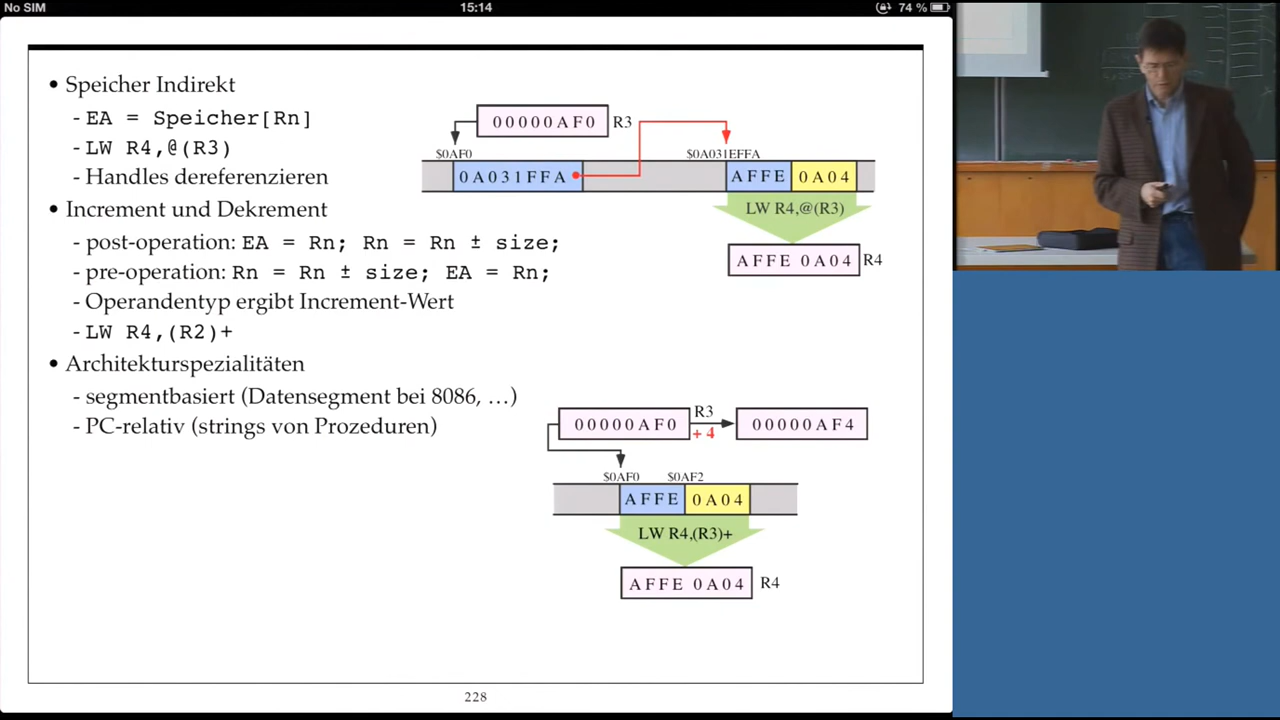 No SIM
15:14
74 %
• Speicher Indirekt
- EA = Speicher[Rn]
- LW R4,@(R3)
- Handles dereferenzieren
• Increment und Dekrement
- post-operation: EA = Rn; Rn = Rn ± size;
- pre-operation: Rn = Rn ± size; EA = Rn;
- Operandentyp ergibt Increment-Wert
- LW R4,(R2)+
• Architekturspezialitäten
- segmentbasiert (Datensegment bei 8086, …)
- PC-relativ (strings von Prozeduren)
00000AF0 R3
$0AF0 $0A031EFFA
0A031FFA AFFE 0A04
LW R4,@(R3)
AFFE 0A04 R4
00000AF0 R3 00000AF4
+ 4
$0AF0 $0AF2
AFFE 0A04
LW R4,(R3)+
AFFE 0A04 R4
228